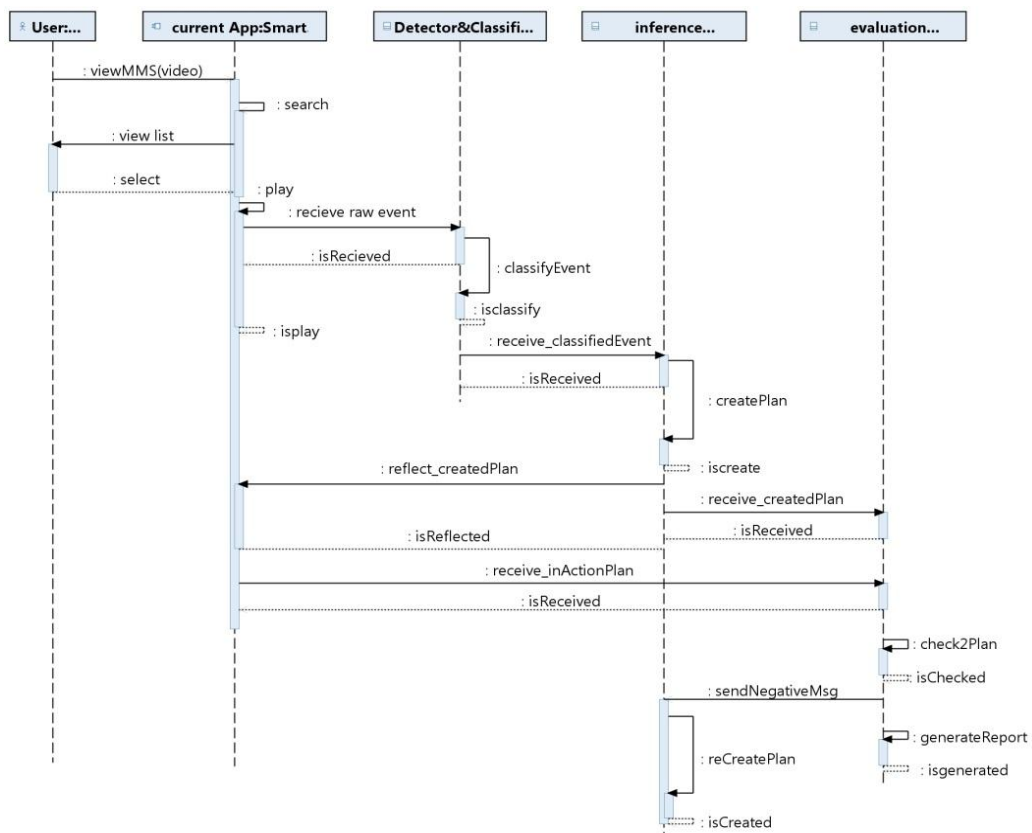 User:...
current App:Smart
Detector&Classifi...
inference...
evaluation...
: viewMMS(video)
: search
: view list
: select
: play
: recieve raw event
: isRecieved
: classifyEvent
: isclassify
: isplay
: receive_classifiedEvent
: isReceived
: createPlan
: iscreate
: reflect_createdPlan
: receive_createdPlan
: isReceived
: isReflected
: receive_inActionPlan
: isReceived
: check2Plan
: isChecked
: sendNegativeMsg
: generateReport
: reCreatePlan
: isgenerated
: isCreated